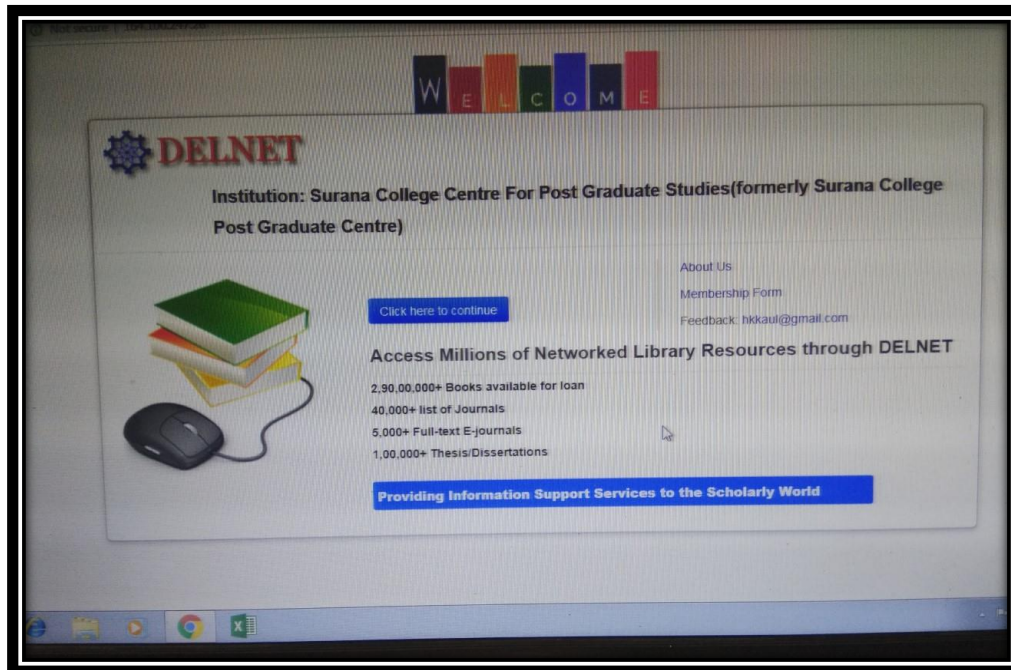 Not secure
WELCOME
DELNET
Institution: Surana College Centre For Post Graduate Studies(formerly Surana College
Post Graduate Centre)
About Us
Membership Form
Feedback: hkkaul@gmail.com
Click here to continue
Access Millions of Networked Library Resources through DELNET
2,90,00,000+ Books available for loan
40,000+ list of Journals
5,000+ Full-text E-journals
1,00,000+ Thesis/Dissertations
Providing Information Support Services to the Scholarly World